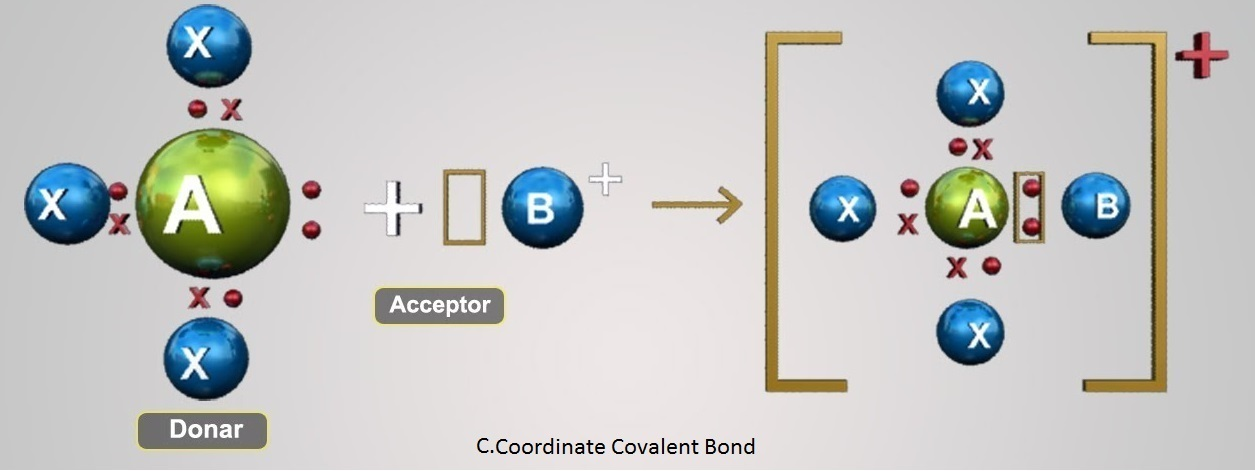 X
X
A
X
Donar
+
B
+
Acceptor
X
X
A
B
X
+
C.Coordinate Covalent Bond